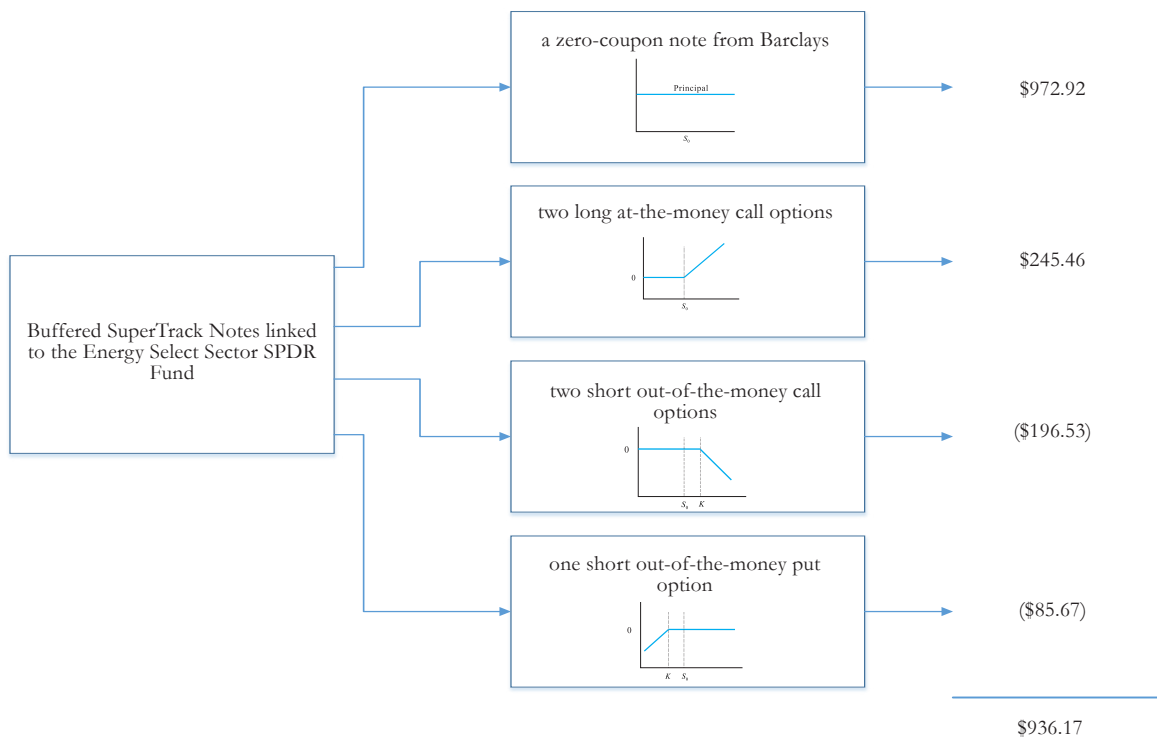 a zero-coupon note from Barclays
Principal
S₀
$972.92
two long at-the-money call options
0
S₀
$245.46
Buffered SuperTrack Notes linked
to the Energy Select Sector SPDR
Fund
two short out-of-the-money call
options
0
S₀ K
($196.53)
one short out-of-the-money put
option
0
K S₀
($85.67)
$936.17